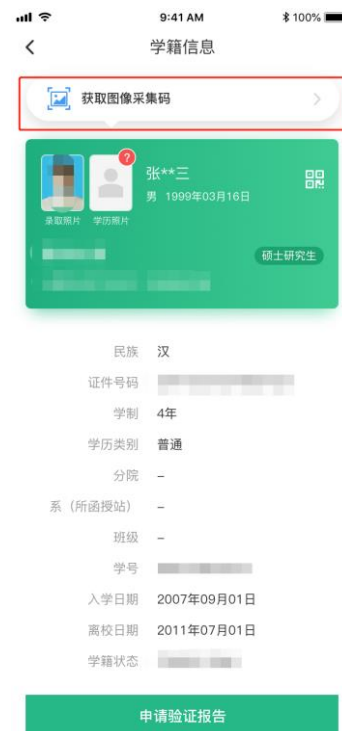 9:41 AM 100%
学籍信息
获取图像采集码
?
张**三
男 1999年03月16日
录取照片 学历照片
硕士研究生
民族 汉
证件号码
学制 4年
学历类别 普通
分院 –
系（所函授站） –
班级 –
学号
入学日期 2007年09月01日
离校日期 2011年07月01日
学籍状态
申请验证报告